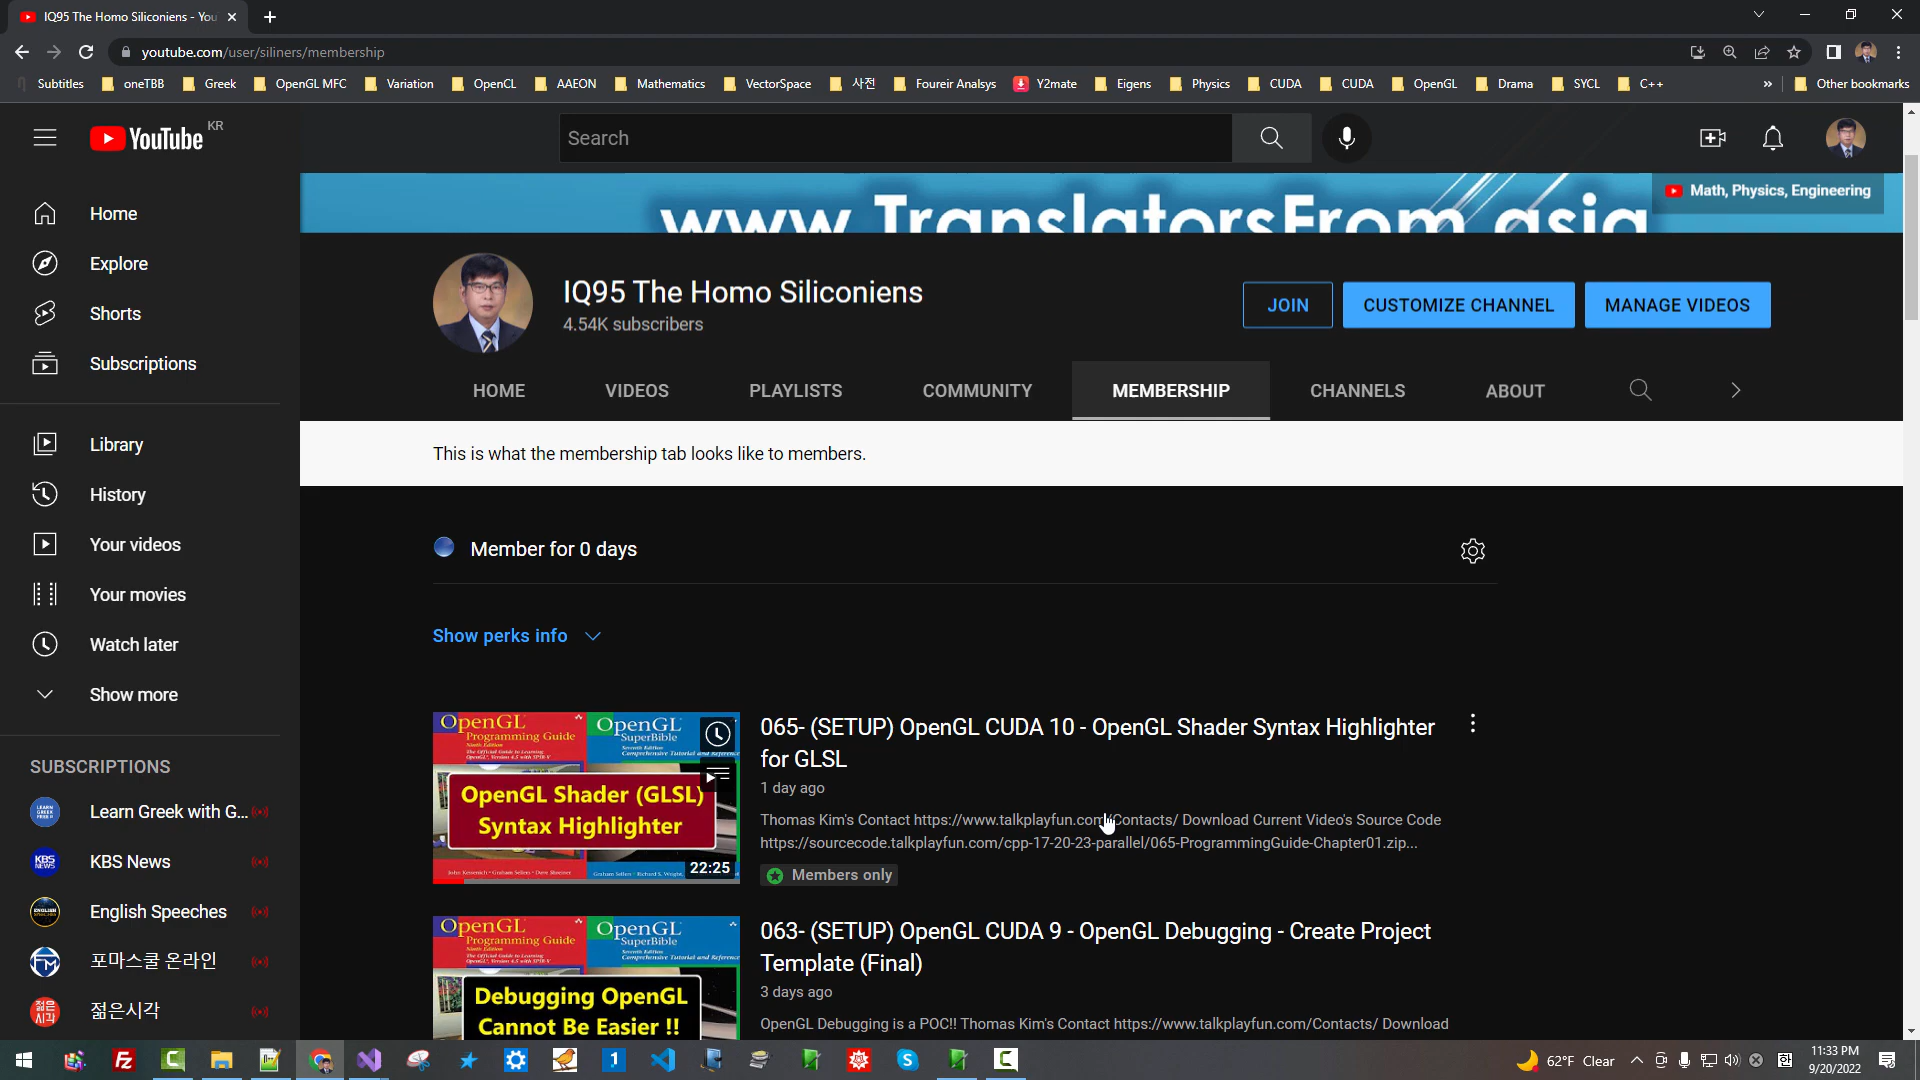 IQ95 The Homo Siliconiens - You
youtube.com/user/siliners/membership
Subtitles oneTBB Greek OpenGL MFC Variation OpenCL AAEON Mathematics VectorSpace 사전 Foureir Analsys Y2mate Eigens Physics CUDA CUDA OpenGL Drama SYCL C++ » Other bookmarks
YouTube KR
Search
Home
Explore
Shorts
Subscriptions
Library
History
Your videos
Your movies
Watch later
Show more
SUBSCRIPTIONS
Learn Greek with G...
KBS News
English Speeches
포마스쿨 온라인
젊은시각
www.TranslatorsFrom.asia
Math, Physics, Engineering
IQ95 The Homo Siliconiens
4.54K subscribers
JOIN CUSTOMIZE CHANNEL MANAGE VIDEOS
HOME VIDEOS PLAYLISTS COMMUNITY MEMBERSHIP CHANNELS ABOUT
This is what the membership tab looks like to members.
Member for 0 days
Show perks info
OpenGL
Programming Guide
OpenGL
SuperBible
OpenGL Shader (GLSL)
Syntax Highlighter
22:25
065- (SETUP) OpenGL CUDA 10 - OpenGL Shader Syntax Highlighter
for GLSL
1 day ago
Thomas Kim's Contact https://www.talkplayfun.com/Contacts/ Download Current Video's Source Code
https://sourcecode.talkplayfun.com/cpp-17-20-23-parallel/065-ProgrammingGuide-Chapter01.zip...
Members only
OpenGL
Programming Guide
OpenGL
SuperBible
Debugging OpenGL
Cannot Be Easier !!
063- (SETUP) OpenGL CUDA 9 - OpenGL Debugging - Create Project
Template (Final)
3 days ago
OpenGL Debugging is a POC!! Thomas Kim's Contact https://www.talkplayfun.com/Contacts/ Download
62°F Clear
11:33 PM
9/20/2022